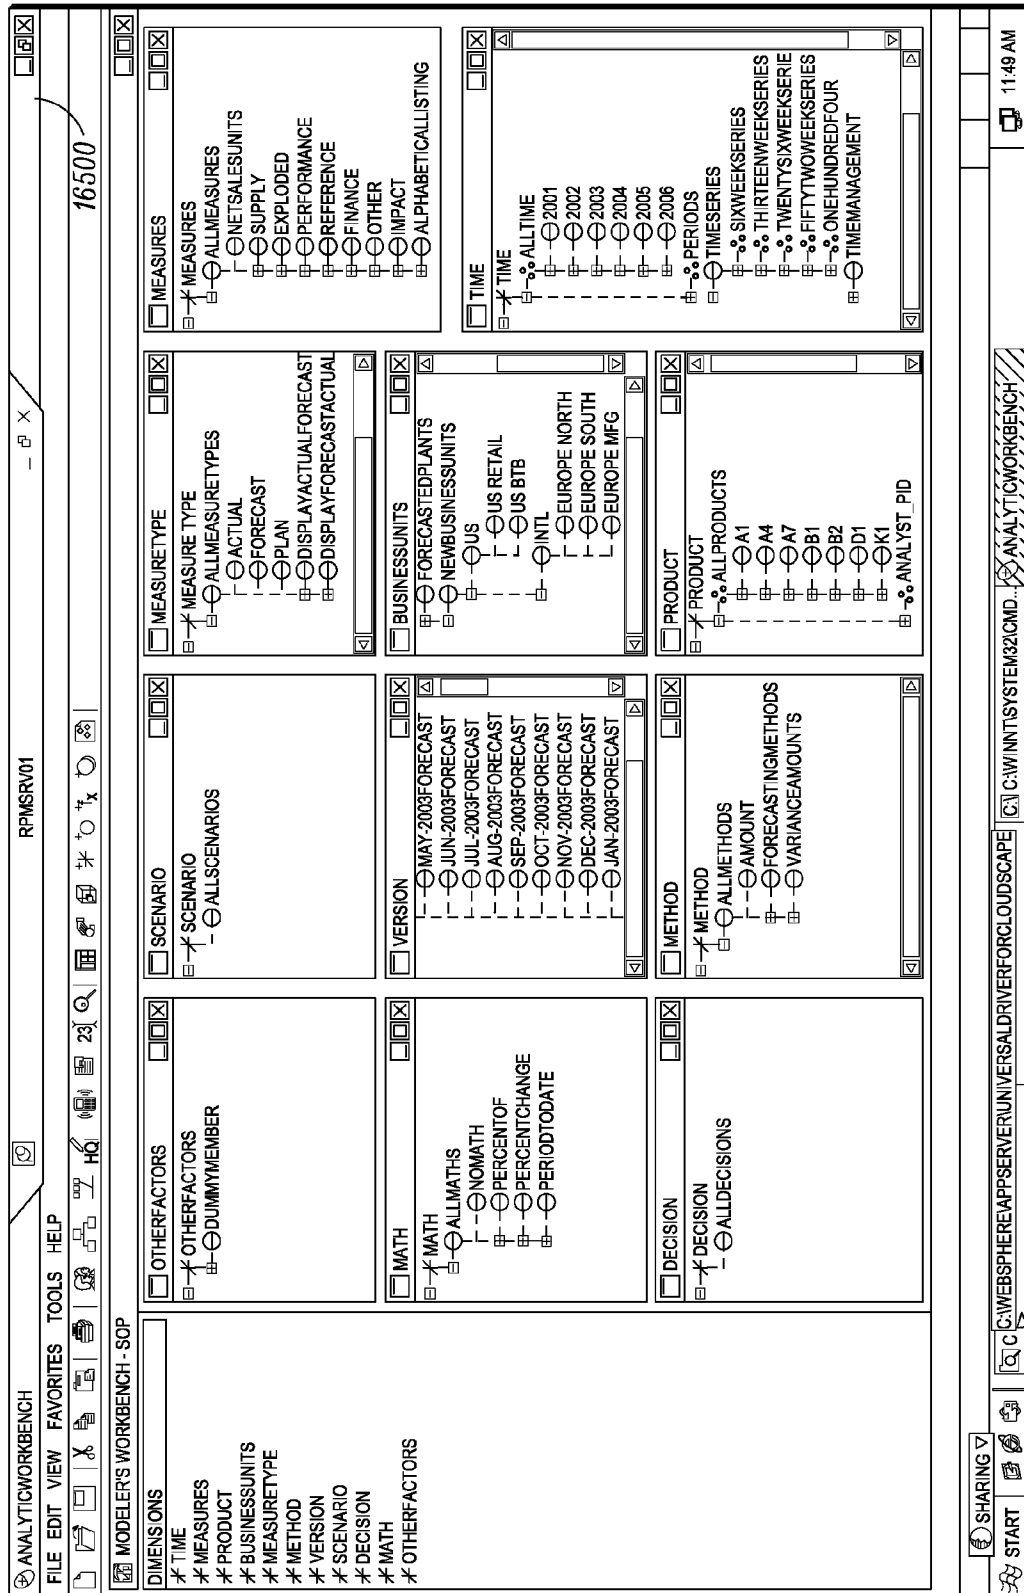 16500
ANALYTICWORKBENCH
RPMSRV01
FILE EDIT VIEW FAVORITES TOOLS HELP
HQ
23
MODELER'S WORKBENCH - SOP
DIMENSIONS
TIME
MEASURES
PRODUCT
BUSINESSUNITS
MEASURETYPE
METHOD
VERSION
SCENARIO
DECISION
MATH
OTHERFACTORS
OTHERFACTORS
OTHERFACTORS
DUMMYMEMBER
SCENARIO
SCENARIO
ALLSCENARIOS
MEASURETYPE
MEASURE TYPE
ALLMEASURETYPES
ACTUAL
FORECAST
PLAN
DISPLAYACTUALFORECAST
DISPLAYFORECASTACTUAL
MEASURES
MEASURES
ALLMEASURES
NETSALESUNITS
SUPPLY
EXPLODED
PERFORMANCE
REFERENCE
FINANCE
OTHER
IMPACT
ALPHABETICALLISTING
MATH
MATH
ALLMATHS
NOMATH
PERCENTOF
PERCENTCHANGE
PERIODTODATE
VERSION
MAY-2003FORECAST
JUN-2003FORECAST
JUL-2003FORECAST
AUG-2003FORECAST
SEP-2003FORECAST
OCT-2003FORECAST
NOV-2003FORECAST
DEC-2003FORECAST
JAN-2003FORECAST
BUSINESSUNITS
FORECASTEDPLANTS
NEWBUSINESSUNITS
US
US RETAIL
US BTB
INTL
EUROPE NORTH
EUROPE SOUTH
EUROPE MFG
TIME
TIME
ALLTIME
2001
2002
2003
2004
2005
2006
PERIODS
TIMESERIES
SIXWEEKSERIES
THIRTEENWEEKSERIES
TWENTYSIXWEEKSERIE
FIFTYTWOWEEKSERIES
ONEHUNDREDFOUR
TIMEMANAGEMENT
DECISION
DECISION
ALLDECISIONS
METHOD
METHOD
ALLMETHODS
AMOUNT
FORECASTINGMETHODS
VARIANCEAMOUNTS
PRODUCT
PRODUCT
ALLPRODUCTS
A1
A4
A7
B1
B2
D1
K1
ANALYST_PID
SHARING
START
C C:\WEBSPHERE\APPSERVER\UNIVERSALDRIVERFORCLOUDSCAPE
C:\ C:\WINNT\SYSTEM32\CMD...
ANALYTICWORKBENCH
11:49 AM